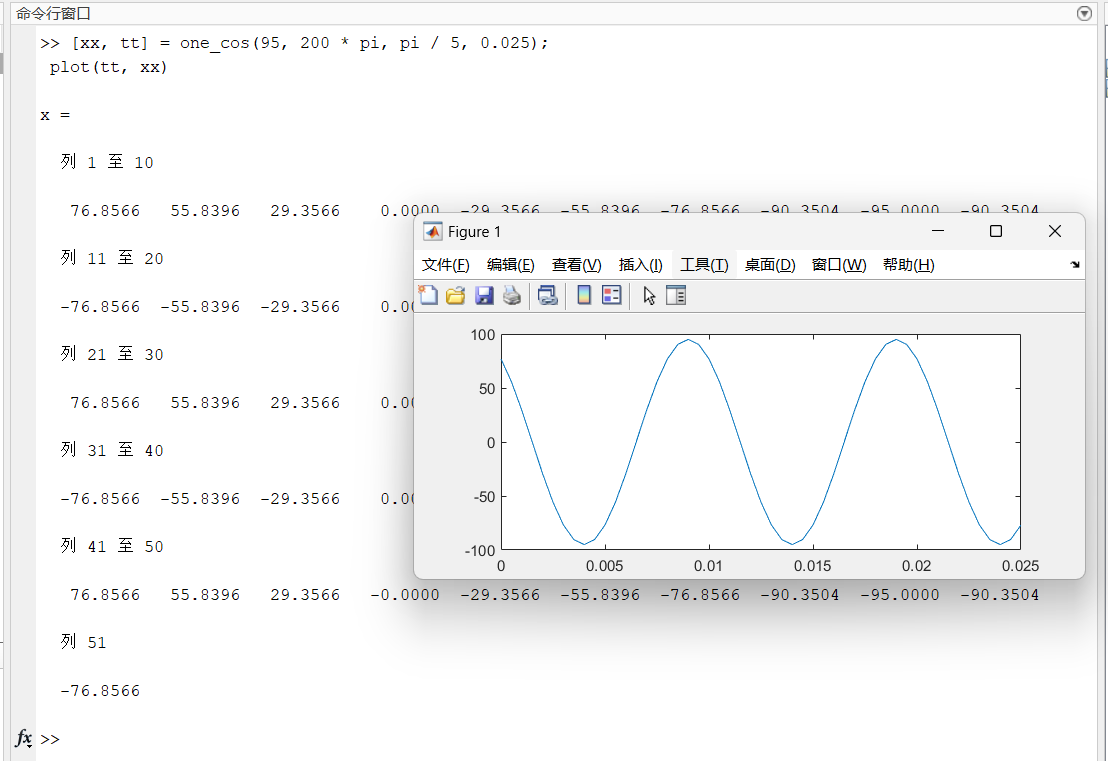 命令行窗口
>> [xx, tt] = one_cos(95, 200 * pi, pi / 5, 0.025);
plot(tt, xx)
x =
列 1 至 10
76.8566 55.8396 29.3566 0.0000 -29.3566 -55.8396 -76.8566 -90.3504 -95.0000 -90.3504
列 11 至 20
-76.8566 -55.8396 -29.3566 0.00
列 21 至 30
76.8566 55.8396 29.3566 0.00
列 31 至 40
-76.8566 -55.8396 -29.3566 0.00
列 41 至 50
76.8566 55.8396 29.3566 -0.0000 -29.3566 -55.8396 -76.8566 -90.3504 -95.0000 -90.3504
列 51
-76.8566
fx >>
Figure 1
文件(F) 编辑(E) 查看(V) 插入(I) 工具(T) 桌面(D) 窗口(W) 帮助(H)
100
50
0
-50
-100
0 0.005 0.01 0.015 0.02 0.025